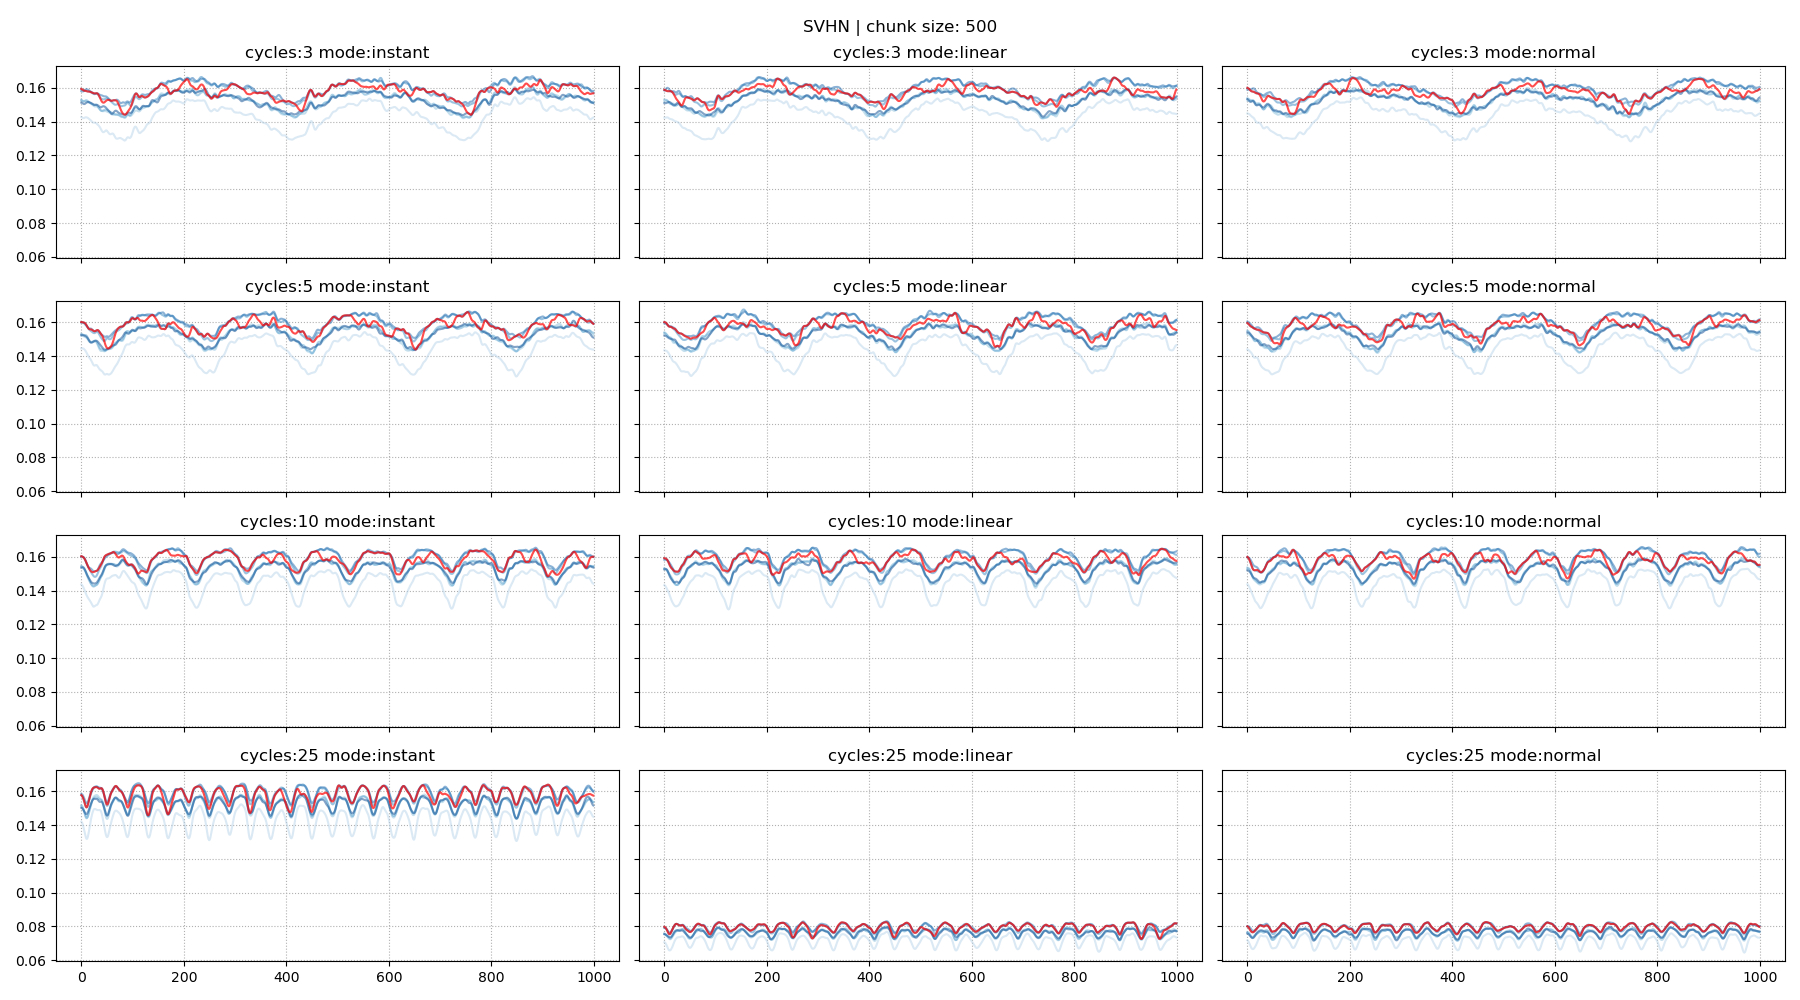 SVHN | chunk size: 500
cycles:3 mode:instant
cycles:3 mode:linear
cycles:3 mode:normal
0.16
0.14
0.12
0.10
0.08
0.06
cycles:5 mode:instant
cycles:5 mode:linear
cycles:5 mode:normal
0.16
0.14
0.12
0.10
0.08
0.06
cycles:10 mode:instant
cycles:10 mode:linear
cycles:10 mode:normal
0.16
0.14
0.12
0.10
0.08
0.06
cycles:25 mode:instant
cycles:25 mode:linear
cycles:25 mode:normal
0.16
0.14
0.12
0.10
0.08
0.06
0 200 400 600 800 1000
0 200 400 600 800 1000
0 200 400 600 800 1000